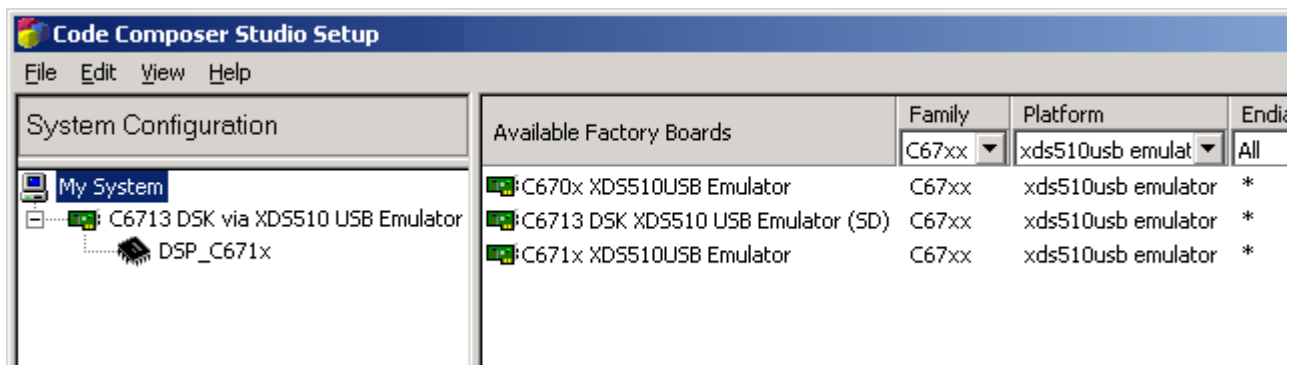 Code Composer Studio Setup
File Edit View Help
System Configuration
Available Factory Boards Family Platform Endia
C67xx xds510usb emulat All
My System
C6713 DSK via XDS510 USB Emulator
DSP_C671x
C670x XDS510USB Emulator C67xx xds510usb emulator *
C6713 DSK XDS510 USB Emulator (SD) C67xx xds510usb emulator *
C671x XDS510USB Emulator C67xx xds510usb emulator *